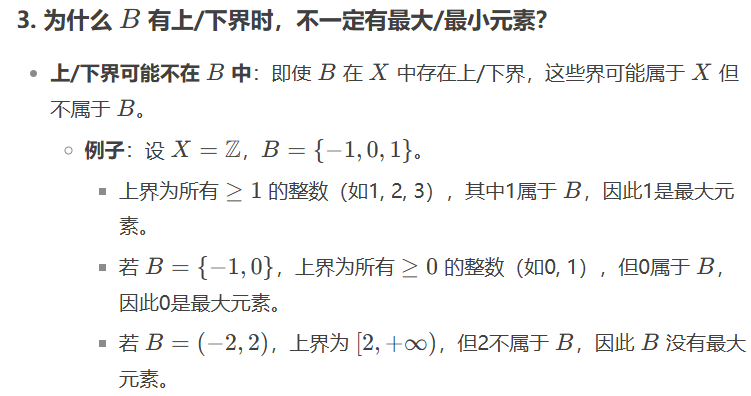 3. 为什么 B 有上/下界时，不一定有最大/最小元素？
• 上/下界可能不在 B 中：即使 B 在 X 中存在上/下界，这些界可能属于 X 但
不属于 B。
◦ 例子：设 X = ℤ，B = {−1, 0, 1}。
▪ 上界为所有 ≥ 1 的整数（如1, 2, 3），其中1属于 B，因此1是最大元
素。
▪ 若 B = {−1, 0}，上界为所有 ≥ 0 的整数（如0, 1），但0属于 B，
因此0是最大元素。
▪ 若 B = (−2, 2)，上界为 [2, +∞)，但2不属于 B，因此 B 没有最大
元素。